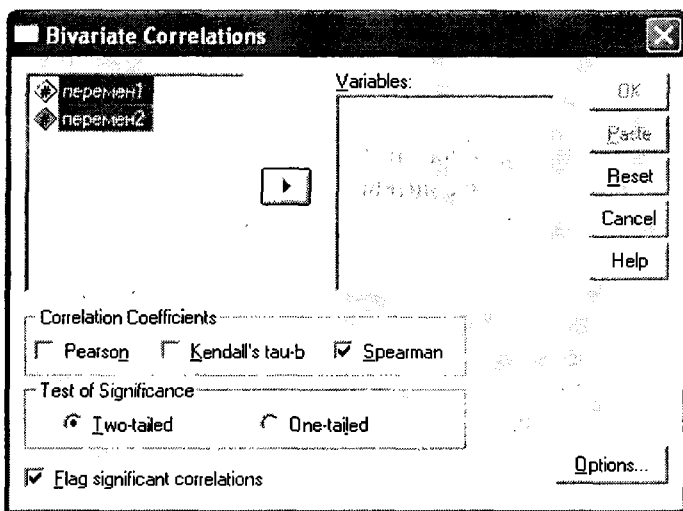 Bivariate Correlations
перемен1
перемен2
Variables:
OK
Paste
Reset
Cancel
Help
Correlation Coefficients
Pearson Kendall's tau-b Spearman
Test of Significance
Two-tailed One-tailed
Flag significant correlations
Options...